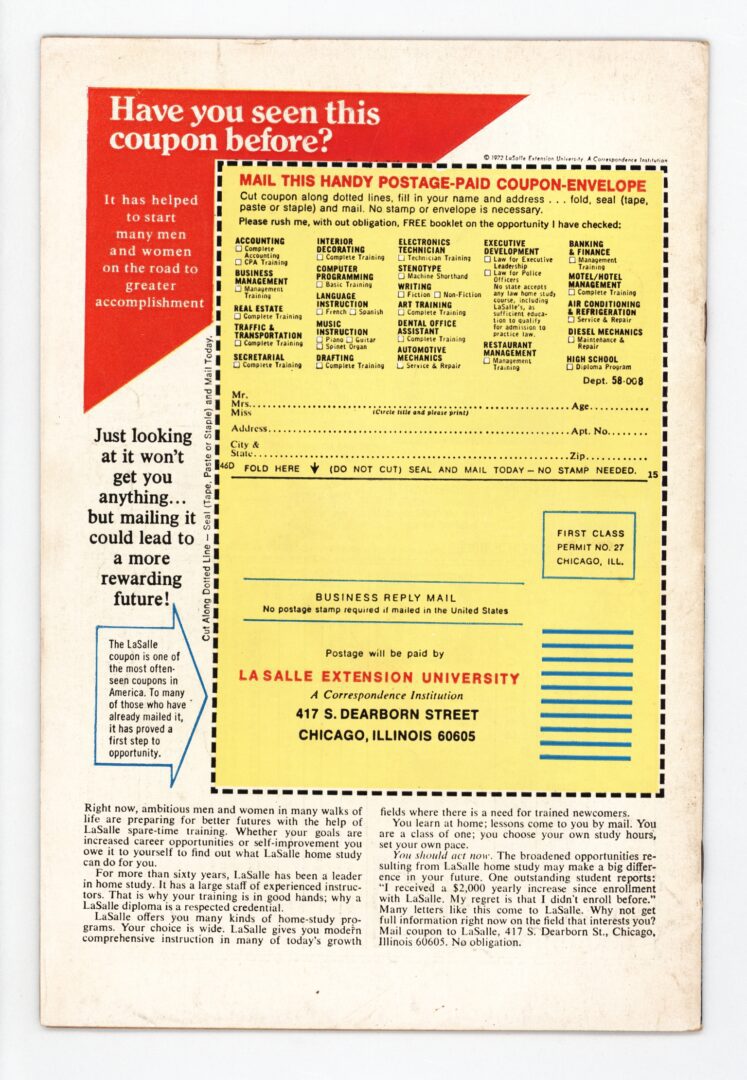 Have you seen this
coupon before?
© 1972 LaSalle Extension University A Correspondence Institution
It has helped
to start
many men
and women
on the road to
greater
accomplishment
MAIL THIS HANDY POSTAGE-PAID COUPON-ENVELOPE
Cut coupon along dotted lines, fill in your name and address . . . fold, seal (tape,
paste or staple) and mail. No stamp or envelope is necessary.
Please rush me, with out obligation, FREE booklet on the opportunity I have checked:
ACCOUNTING
☐ Complete
Accounting
☐ CPA Training
BUSINESS
MANAGEMENT
☐ Management
Training
REAL ESTATE
☐ Complete Training
TRAFFIC &
TRANSPORTATION
☐ Complete Training
SECRETARIAL
☐ Complete Training
INTERIOR
DECORATING
☐ Complete Training
COMPUTER
PROGRAMMING
☐ Basic Training
LANGUAGE
INSTRUCTION
☐ French ☐ Spanish
MUSIC
INSTRUCTION
☐ Piano ☐ Guitar
☐ Spinet Organ
DRAFTING
☐ Complete Training
ELECTRONICS
TECHNICIAN
☐ Technician Training
STENOTYPE
☐ Machine Shorthand
WRITING
☐ Fiction ☐ Non-Fiction
ART TRAINING
☐ Complete Training
DENTAL OFFICE
ASSISTANT
☐ Complete Training
AUTOMOTIVE
MECHANICS
☐ Service & Repair
EXECUTIVE
DEVELOPMENT
☐ Law for Executive
Leadership
☐ Law for Police
Officers
No state accepts
any law home study
course, including
LaSalle's, as
sufficient educa-
tion to qualify
for admission to
practice law.
RESTAURANT
MANAGEMENT
☐ Management
Training
BANKING
& FINANCE
☐ Management
Training
MOTEL/HOTEL
MANAGEMENT
☐ Complete Training
AIR CONDITIONING
& REFRIGERATION
☐ Service & Repair
DIESEL MECHANICS
☐ Maintenance &
Repair
HIGH SCHOOL
☐ Diploma Program
Dept. 58-008
Mr.
Mrs. Age
Miss (Circle title and please print)
Address Apt. No.
City &
State Zip
46D FOLD HERE (DO NOT CUT) SEAL AND MAIL TODAY — NO STAMP NEEDED. 15
Cut Along Dotted Line — Seal (Tape, Paste or Staple) and Mail Today.
Just looking
at it won't
get you
anything...
but mailing it
could lead to
a more
rewarding
future!
The LaSalle
coupon is one of
the most often-
seen coupons in
America. To many
of those who have
already mailed it,
it has proved a
first step to
opportunity.
FIRST CLASS
PERMIT NO. 27
CHICAGO, ILL.
BUSINESS REPLY MAIL
No postage stamp required if mailed in the United States
Postage will be paid by
LA SALLE EXTENSION UNIVERSITY
A Correspondence Institution
417 S. DEARBORN STREET
CHICAGO, ILLINOIS 60605
Right now, ambitious men and women in many walks of
life are preparing for better futures with the help of
LaSalle spare-time training. Whether your goals are
increased career opportunities or self-improvement you
owe it to yourself to find out what LaSalle home study
can do for you.
For more than sixty years, LaSalle has been a leader
in home study. It has a large staff of experienced instruc-
tors. That is why your training is in good hands; why a
LaSalle diploma is a respected credential.
LaSalle offers you many kinds of home-study pro-
grams. Your choice is wide. LaSalle gives you modern
comprehensive instruction in many of today's growth
fields where there is a need for trained newcomers.
You learn at home; lessons come to you by mail. You
are a class of one; you choose your own study hours,
set your own pace.
You should act now. The broadened opportunities re-
sulting from LaSalle home study may make a big differ-
ence in your future. One outstanding student reports:
"I received a $2,000 yearly increase since enrollment
with LaSalle. My regret is that I didn't enroll before."
Many letters like this come to LaSalle. Why not get
full information right now on the field that interests you?
Mail coupon to LaSalle, 417 S. Dearborn St., Chicago,
Illinois 60605. No obligation.